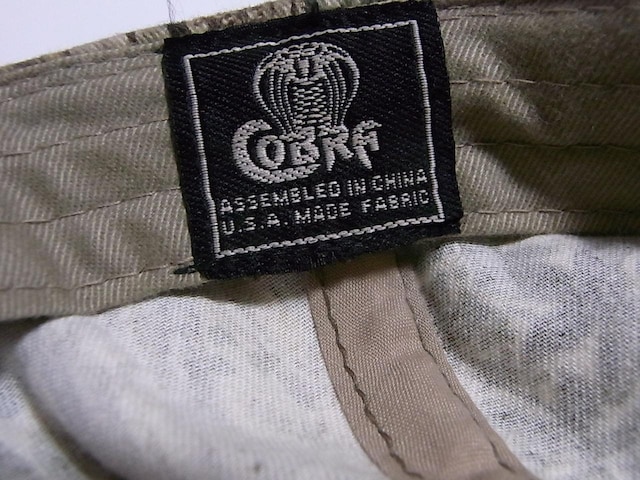 COBRA
ASSEMBLED IN CHINA
U.S.A. MADE FABRIC